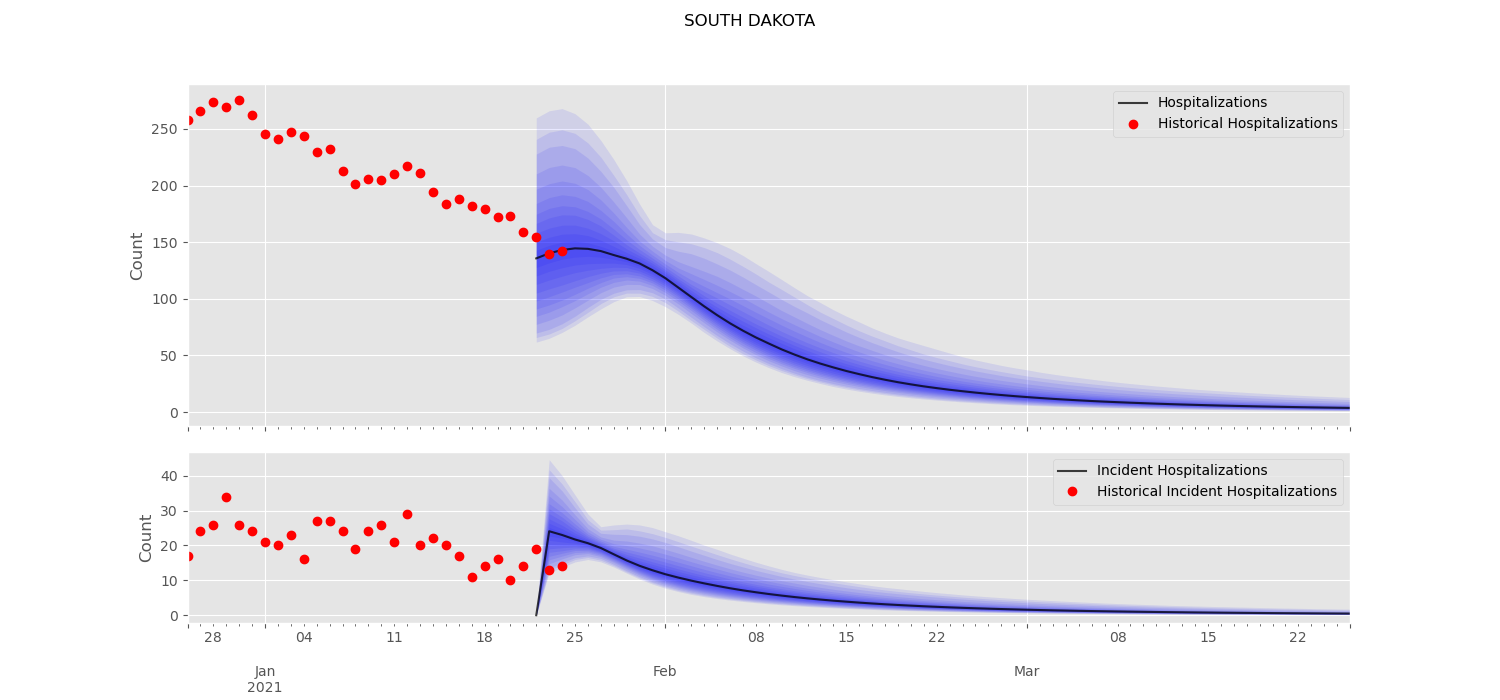 SOUTH DAKOTA
Hospitalizations
Historical Hospitalizations
Count
250
200
150
100
50
0
Incident Hospitalizations
Historical Incident Hospitalizations
Count
40
30
20
10
0
28 04 11 18 25 08 15 22 08 15 22
Jan Feb Mar
2021